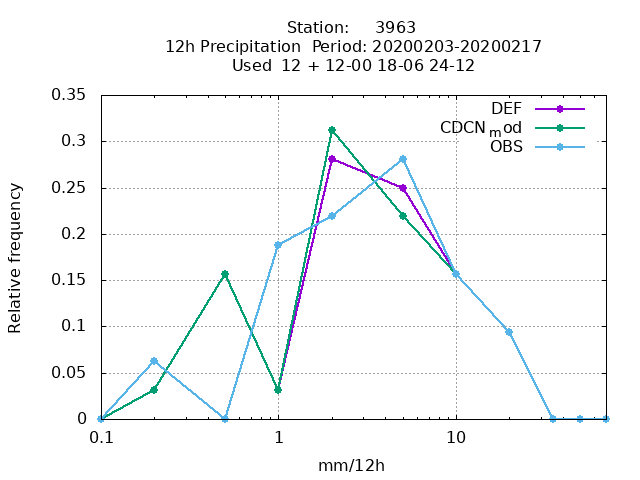 Station: 3963
12h Precipitation Period: 20200203-20200217
Used 12 + 12-00 18-06 24-12
0.35
0.3
0.25
0.2
0.15
0.1
0.05
0
Relative frequency
DEF
CDCN_mod
OBS
0.1 1 10
mm/12h